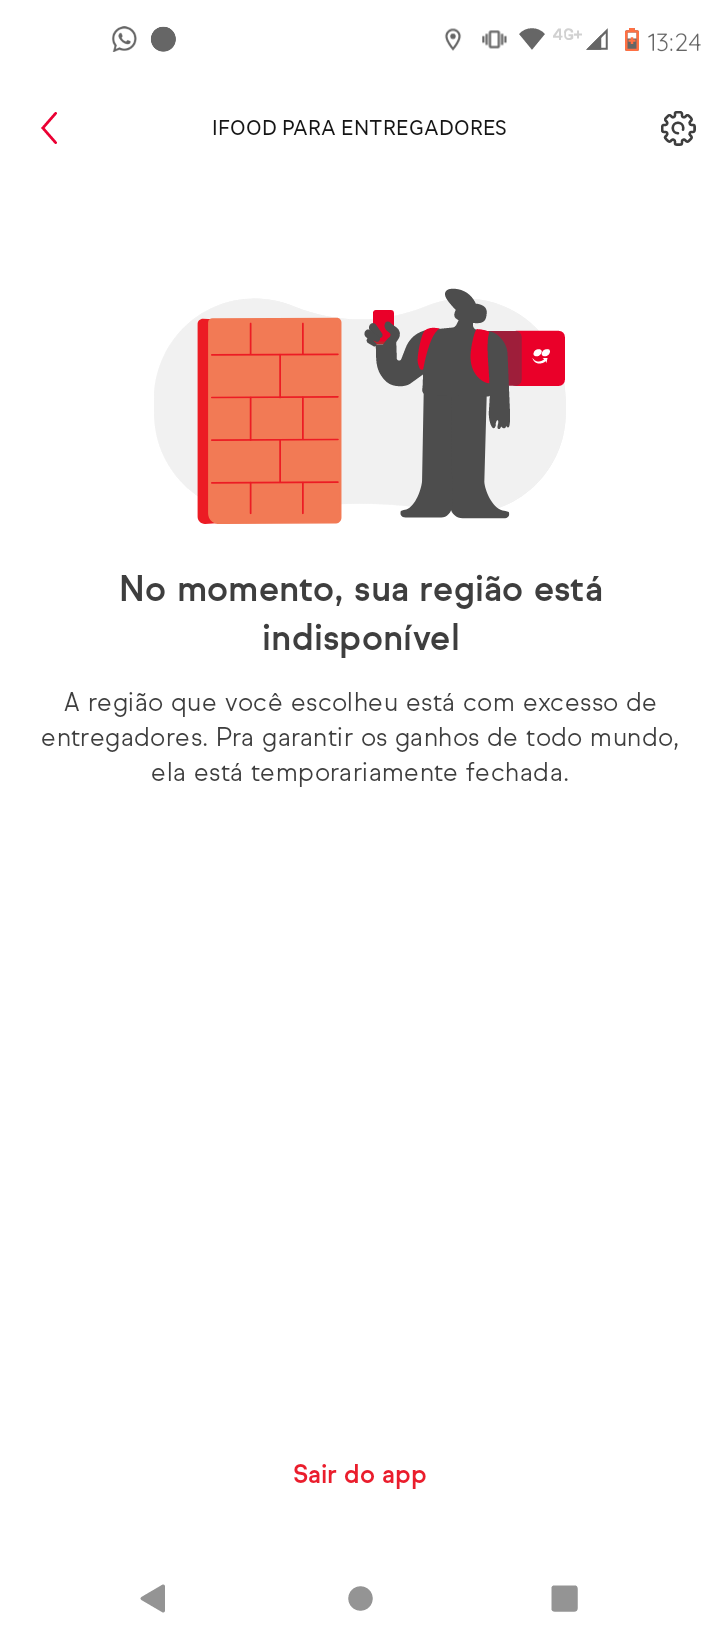 4G+ 13:24
IFOOD PARA ENTREGADORES
No momento, sua região está
indisponível
A região que você escolheu está com excesso de
entregadores. Pra garantir os ganhos de todo mundo,
ela está temporariamente fechada.
Sair do app